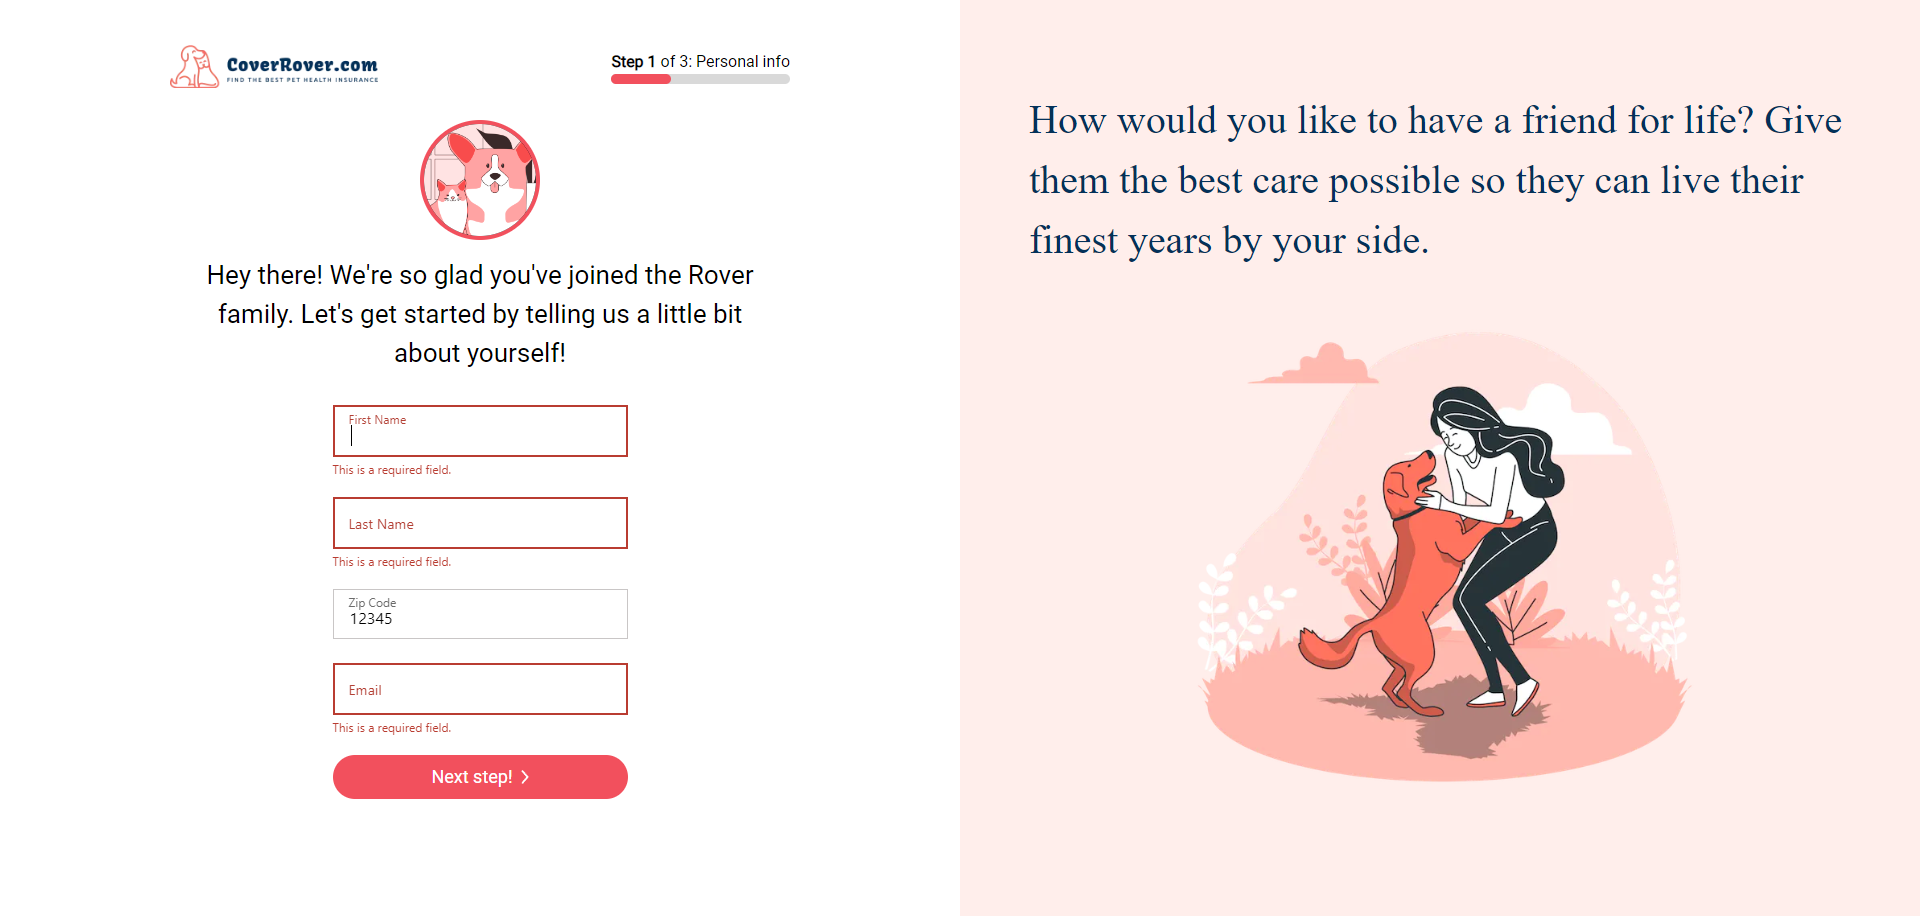 CoverRover.com
FIND THE BEST PET HEALTH INSURANCE
Step 1 of 3: Personal info
Hey there! We're so glad you've joined the Rover
family. Let's get started by telling us a little bit
about yourself!
First Name
This is a required field.
Last Name
This is a required field.
Zip Code
12345
Email
This is a required field.
Next step!
How would you like to have a friend for life? Give
them the best care possible so they can live their
finest years by your side.